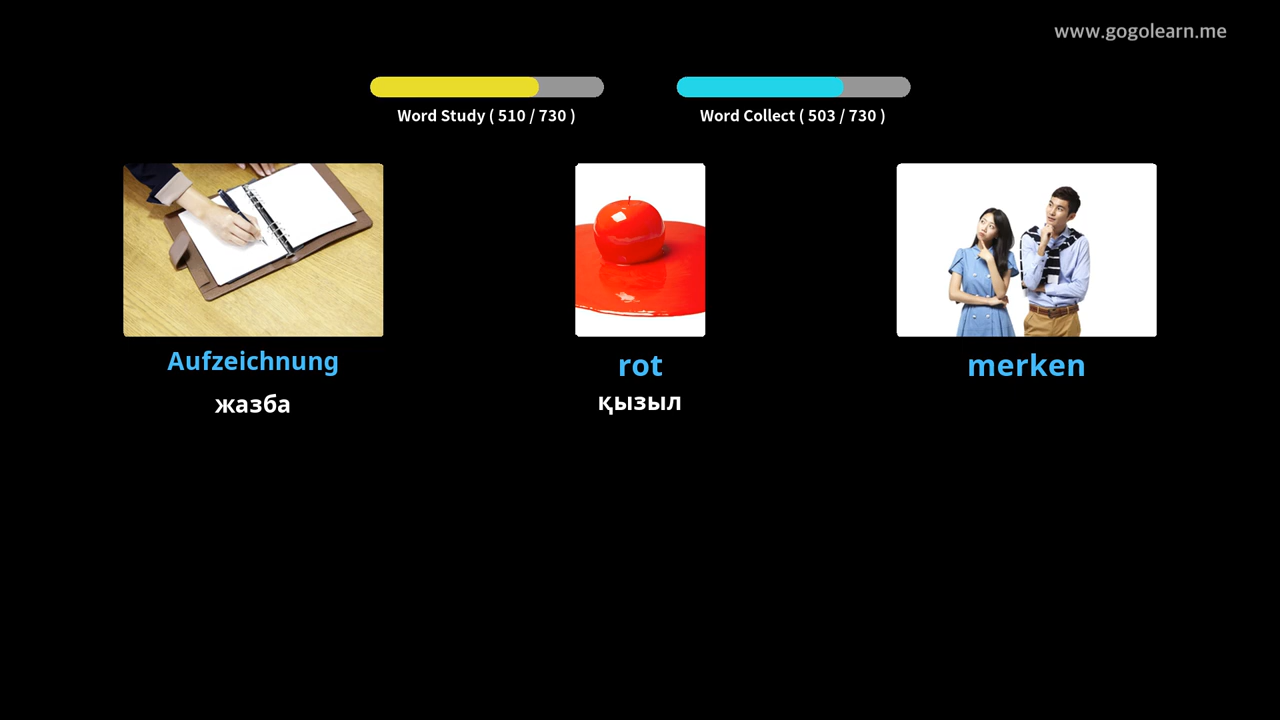 www.gogolearn.me
Word Study ( 510 / 730 )
Word Collect ( 503 / 730 )
Aufzeichnung
жазба
rot
қызыл
merken